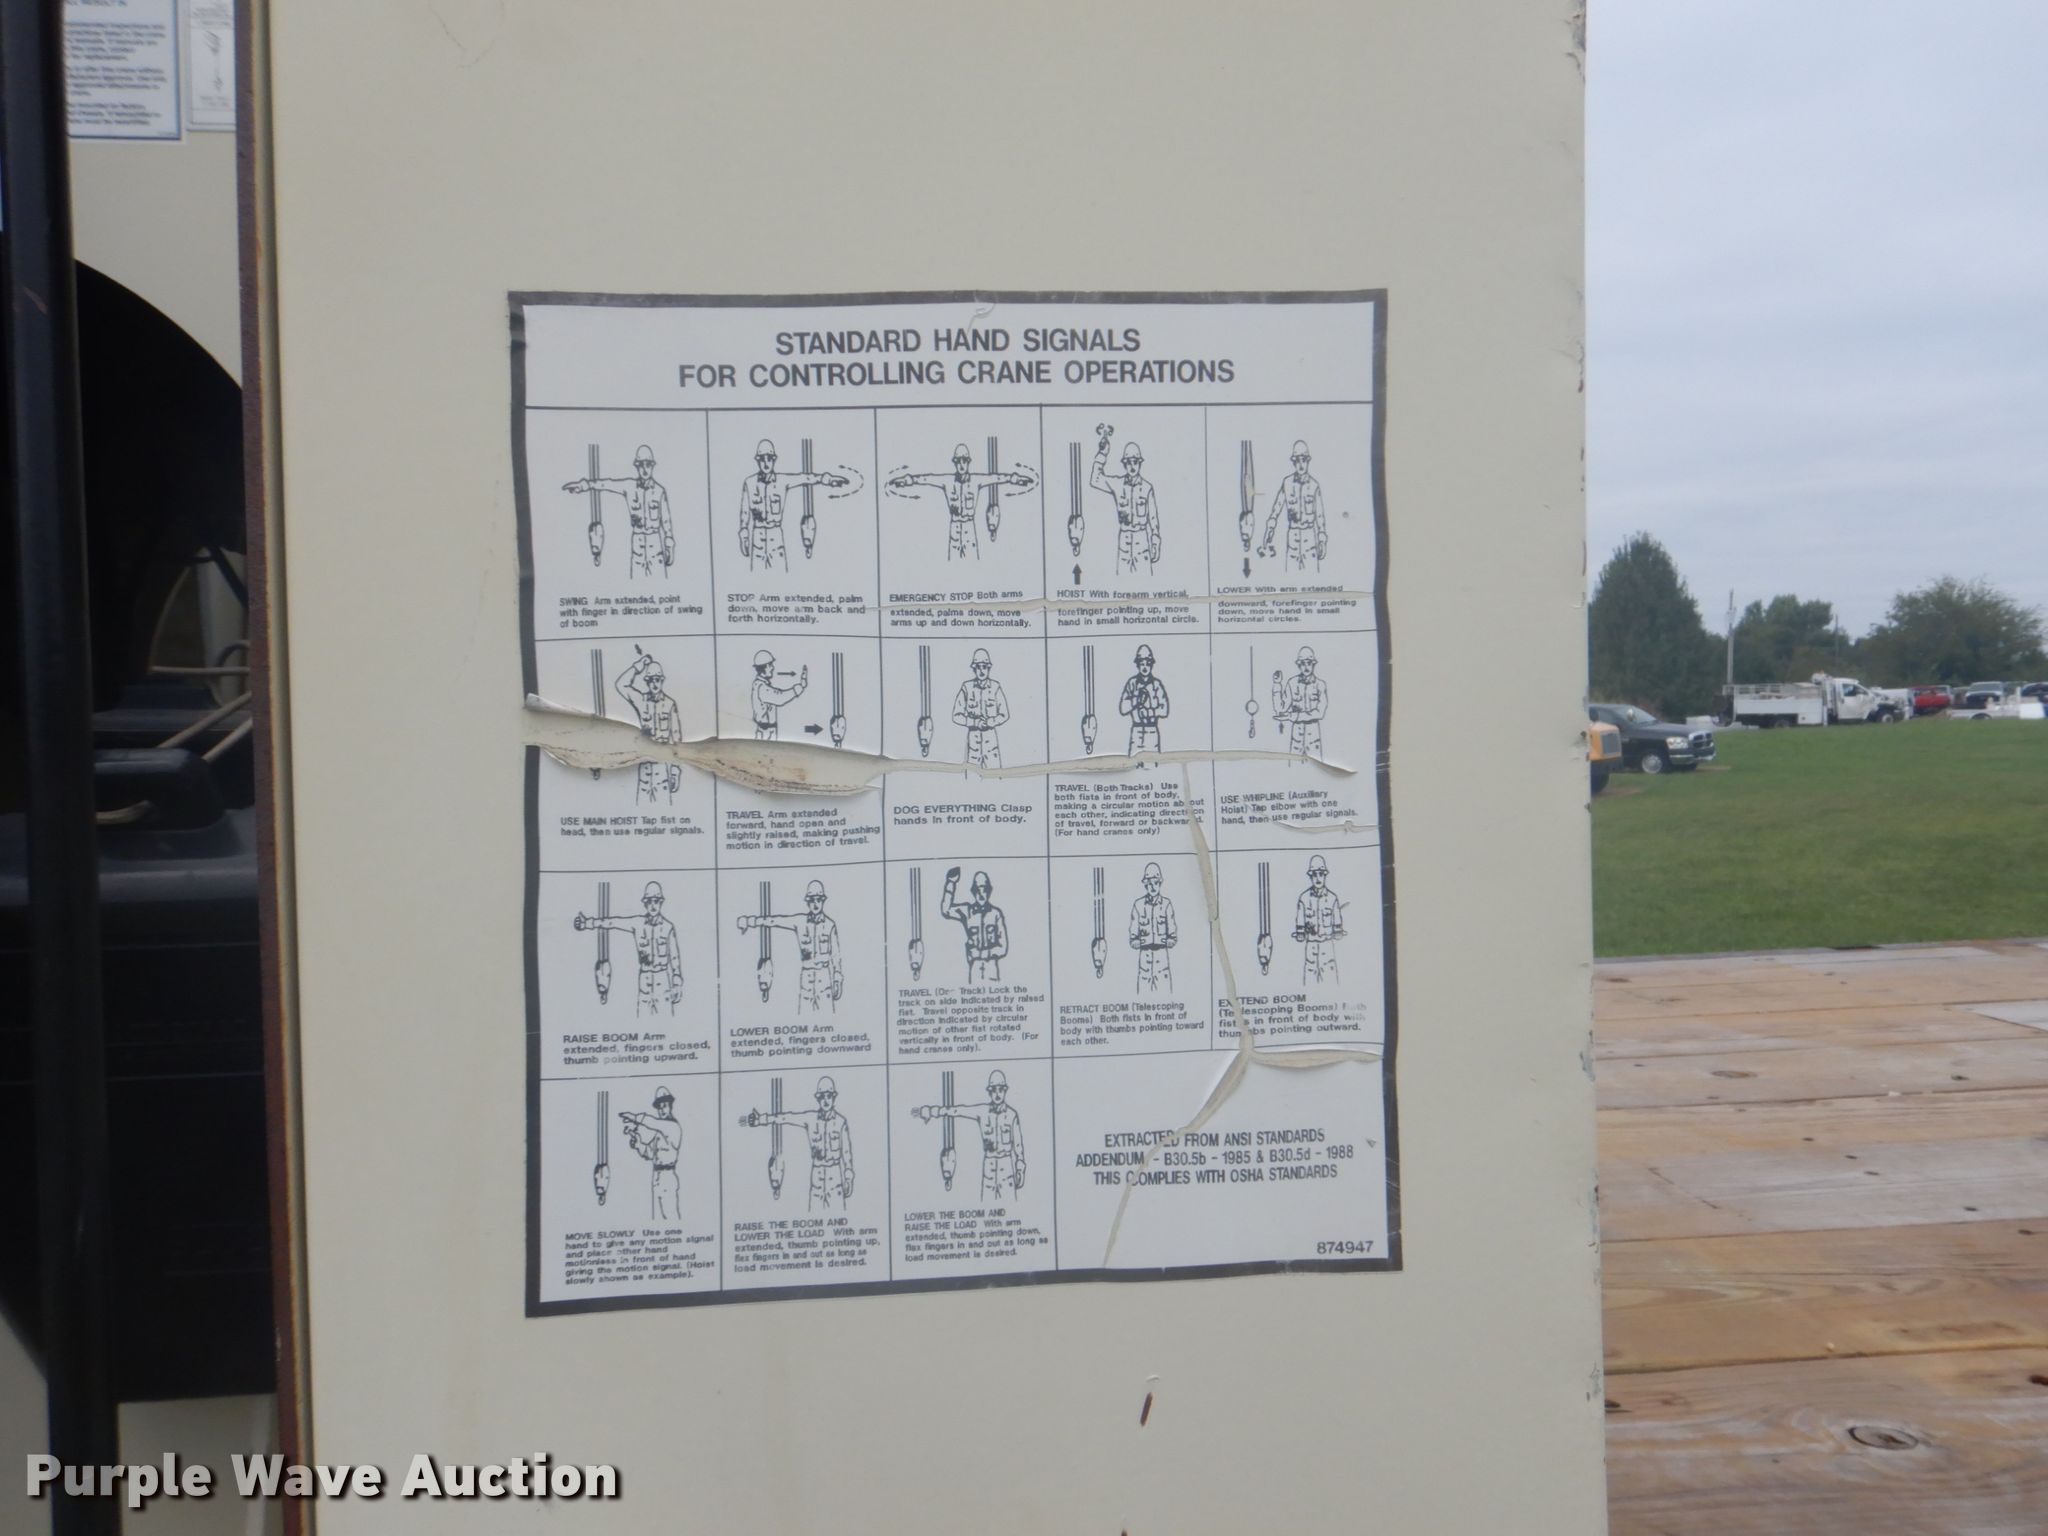 STANDARD HAND SIGNALS
FOR CONTROLLING CRANE OPERATIONS
SWING Arm extended, point
with finger in direction of swing
of boom
STOP Arm extended, palm
down, move arm back and
forth horizontally.
EMERGENCY STOP Both arms
extended, palms down, move
arms up and down horizontally.
HOIST With forearm vertical,
forefinger pointing up, move
hand in small horizontal circle.
LOWER With arm extended
downward, forefinger pointing
down, move hand in small
horizontal circles.
USE MAIN HOIST Tap fist on
head, then use regular signals.
TRAVEL Arm extended
forward, hand open and
slightly raised, making pushing
motion in direction of travel.
DOG EVERYTHING Clasp
hands in front of body.
TRAVEL (Both Tracks) Use
both fists in front of body,
making a circular motion about
each other, indicating direction
of travel, forward or backward.
(For hand cranes only)
USE WHIPLINE (Auxiliary
Hoist) Tap elbow with one
hand, then use regular signals.
RAISE BOOM Arm
extended, fingers closed,
thumb pointing upward.
LOWER BOOM Arm
extended, fingers closed,
thumb pointing downward
TRAVEL (One Track) Lock the
track on side indicated by raised
fist. Travel opposite track in
direction indicated by circular
motion of other fist rotated
vertically in front of body. (For
hand cranes only).
RETRACT BOOM (Telescoping
Booms) Both fists in front of
body with thumbs pointing toward
each other.
EXTEND BOOM
(Telescoping Booms) Both
fists in front of body with
thumbs pointing outward.
MOVE SLOWLY Use one
hand to give any motion signal
and place other hand
motionless in front of hand
giving the motion signal. (Hoist
slowly shown as example).
RAISE THE BOOM AND
LOWER THE LOAD With arm
extended, thumb pointing up,
flex fingers in and out as long as
load movement is desired.
LOWER THE BOOM AND
RAISE THE LOAD With arm
extended, thumb pointing down,
flex fingers in and out as long as
load movement is desired.
EXTRACTED FROM ANSI STANDARDS
ADDENDUM - B30.5b - 1985 & B30.5d - 1988
THIS COMPLIES WITH OSHA STANDARDS
874947
Purple Wave Auction